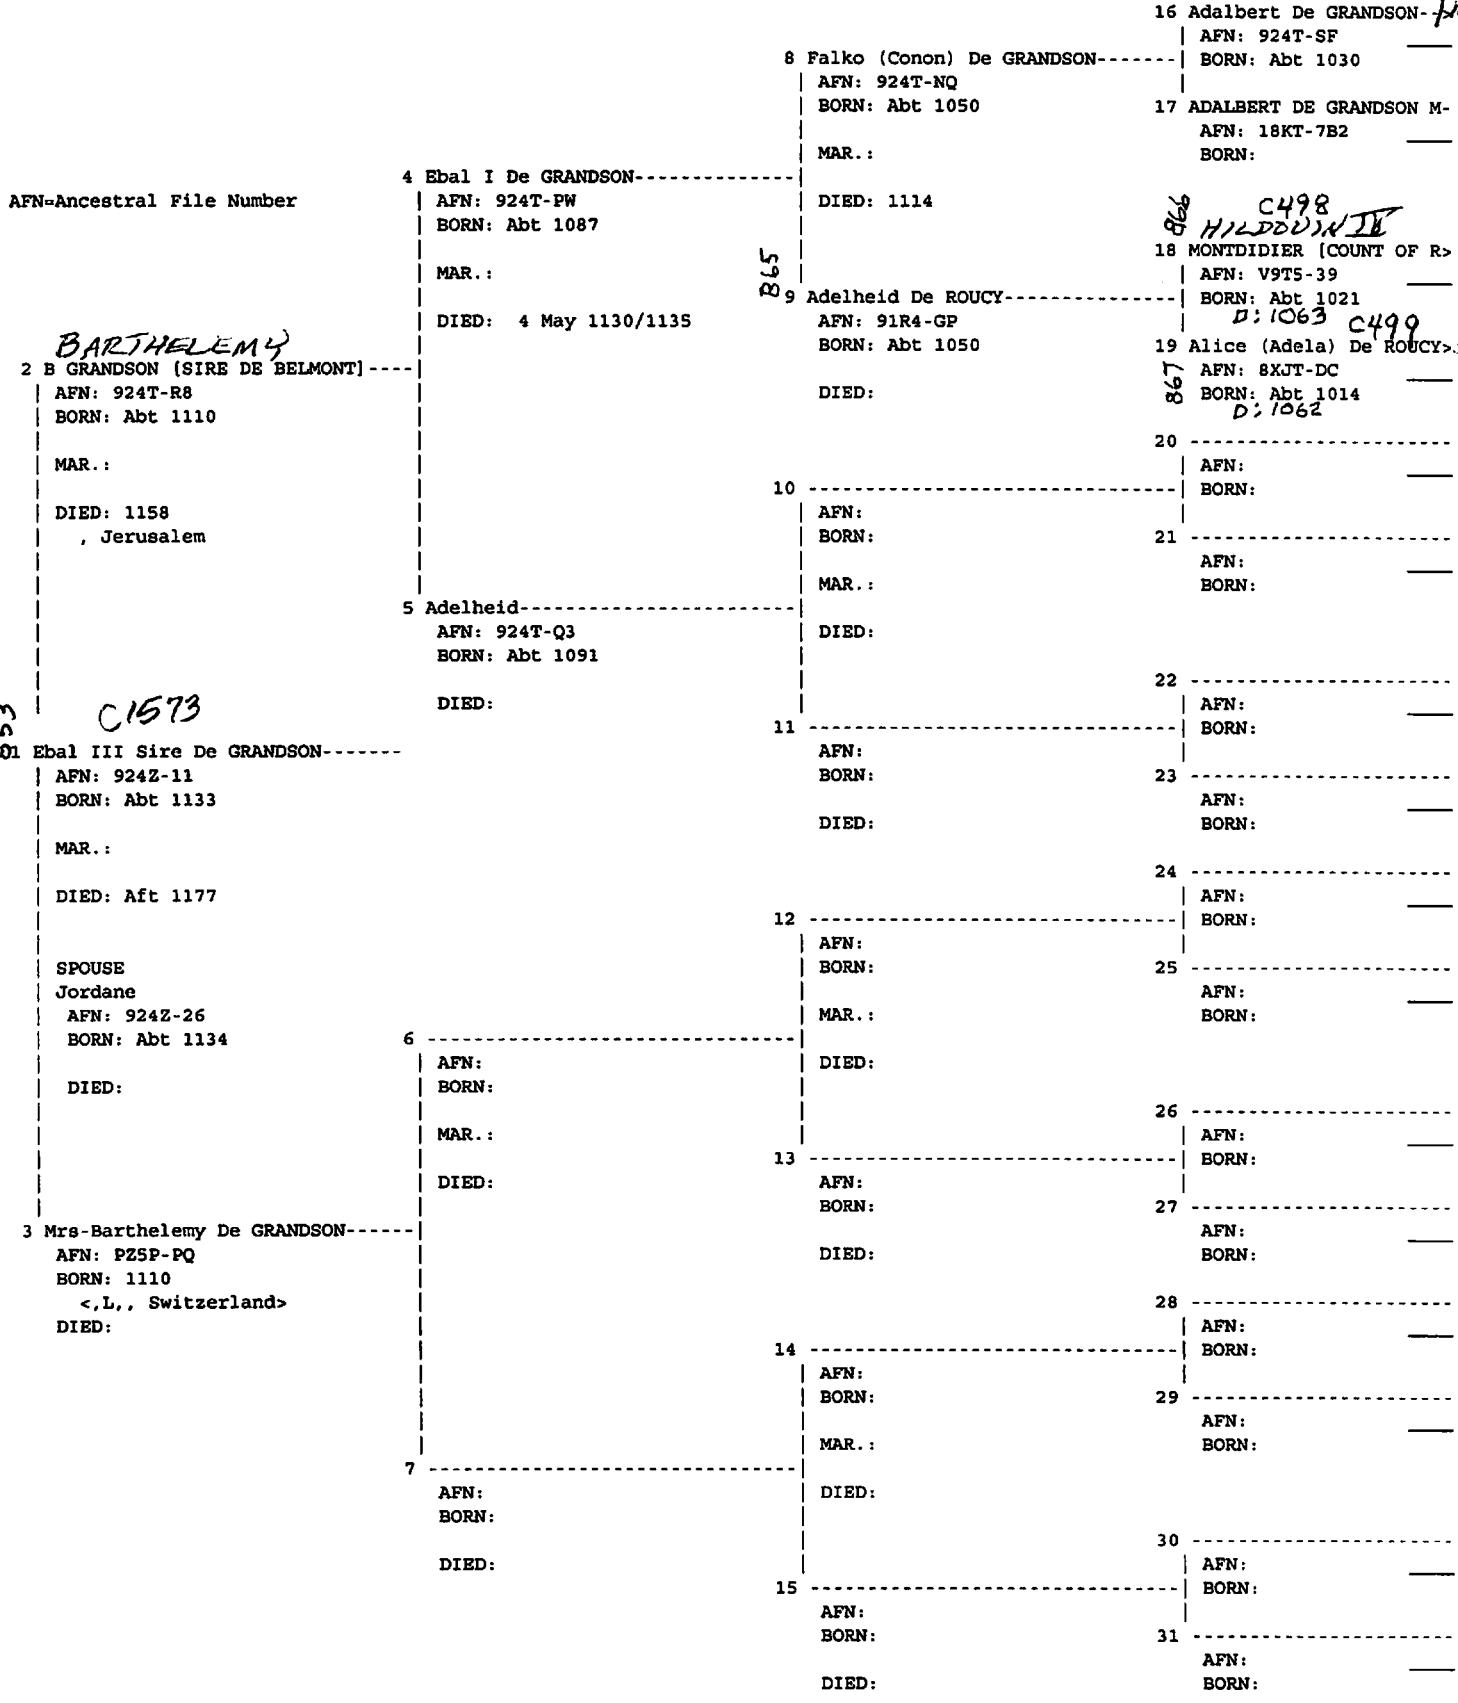 16 Adalbert De GRANDSON--
AFN: 924T-SF
BORN: Abt 1030
8 Falko (Conon) De GRANDSON-------
AFN: 924T-NQ
BORN: Abt 1050
MAR.:
DIED: 1114
17 ADALBERT DE GRANDSON M-
AFN: 18KT-7B2
BORN:
4 Ebal I De GRANDSON-------------
AFN: 924T-PW
BORN: Abt 1087
MAR.:
DIED: 4 May 1130/1135
AFN=Ancestral File Number
866
C498
HILDOUIN IV
18 MONTDIDIER [COUNT OF R>
AFN: V9T5-39
BORN: Abt 1021
D: 1063
865
9 Adelheid De ROUCY--------------
AFN: 91R4-GP
BORN: Abt 1050
DIED:
C499
19 Alice (Adela) De ROUCY>
867
AFN: 8XJT-DC
BORN: Abt 1014
D: 1062
BARTHELEMY
2 B GRANDSON [SIRE DE BELMONT]----
AFN: 924T-R8
BORN: Abt 1110
MAR.:
DIED: 1158
, Jerusalem
20 ----------------------
AFN:
BORN:
10 -------------------------------
AFN:
BORN:
MAR.:
DIED:
21 ----------------------
AFN:
BORN:
5 Adelheid-----------------------
AFN: 924T-Q3
BORN: Abt 1091
DIED:
22 ----------------------
AFN:
BORN:
11 -------------------------------
AFN:
BORN:
DIED:
23 ----------------------
AFN:
BORN:
C1573
1 Ebal III Sire De GRANDSON-------
AFN: 924Z-11
BORN: Abt 1133
MAR.:
DIED: Aft 1177
SPOUSE
Jordane
AFN: 924Z-26
BORN: Abt 1134
DIED:
24 ----------------------
AFN:
BORN:
12 -------------------------------
AFN:
BORN:
MAR.:
DIED:
25 ----------------------
AFN:
BORN:
6 -------------------------------
AFN:
BORN:
MAR.:
DIED:
26 ----------------------
AFN:
BORN:
13 -------------------------------
AFN:
BORN:
DIED:
27 ----------------------
AFN:
BORN:
3 Mrs-Barthelemy De GRANDSON------
AFN: PZ5P-PQ
BORN: 1110
<,L,, Switzerland>
DIED:
28 ----------------------
AFN:
BORN:
14 -------------------------------
AFN:
BORN:
MAR.:
DIED:
29 ----------------------
AFN:
BORN:
7 -------------------------------
AFN:
BORN:
DIED:
30 ----------------------
AFN:
BORN:
15 -------------------------------
AFN:
BORN:
DIED:
31 ----------------------
AFN:
BORN: